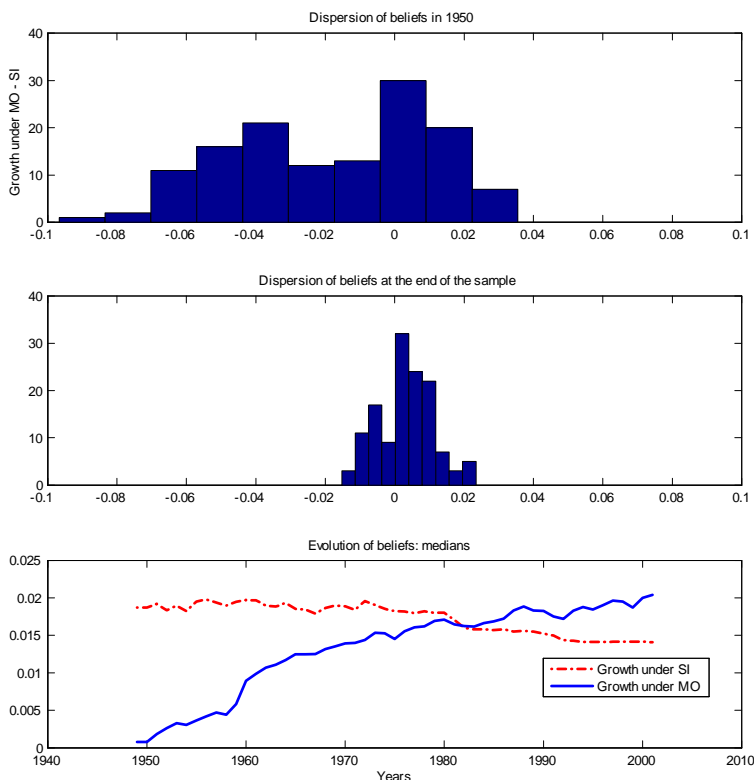 Dispersion of beliefs in 1950
40
30
20
10
0
Growth under MO - SI
-0.1 -0.08 -0.06 -0.04 -0.02 0 0.02 0.04 0.06 0.08 0.1
Dispersion of beliefs at the end of the sample
40
30
20
10
0
-0.1 -0.08 -0.06 -0.04 -0.02 0 0.02 0.04 0.06 0.08 0.1
Evolution of beliefs: medians
0.025
0.02
0.015
0.01
0.005
0
Growth under SI
Growth under MO
1940 1950 1960 1970 1980 1990 2000 2010
Years